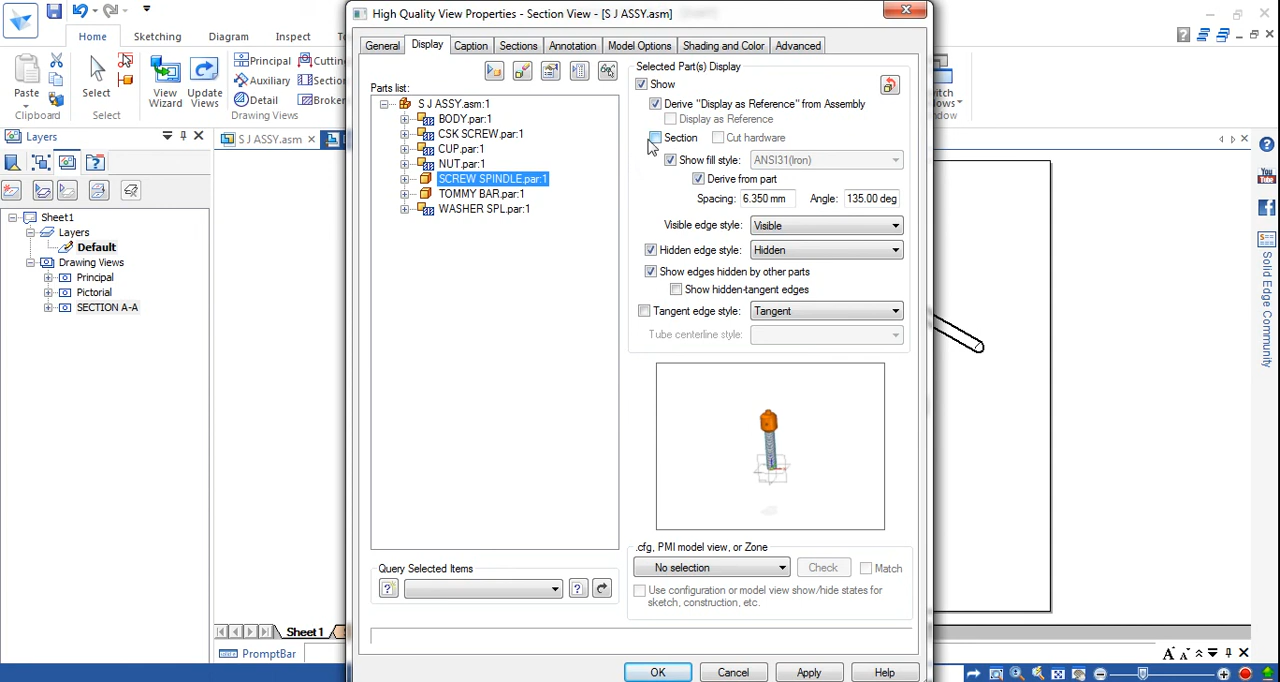 High Quality View Properties - Section View - [S J ASSY.asm]
Home
Sketching
Diagram
Inspect
Paste
Clipboard
Select
Select
View Wizard
Update Views
Principal
Auxiliary
Detail
Cutting
Section
Broken
Drawing Views
Layers
S J ASSY.asm
Sheet1
Layers
Default
Drawing Views
Principal
Pictorial
SECTION A-A
General
Display
Caption
Sections
Annotation
Model Options
Shading and Color
Advanced
Parts list:
S J ASSY.asm:1
BODY.par:1
CSK SCREW.par:1
CUP.par:1
NUT.par:1
SCREW SPINDLE.par:1
TOMMY BAR.par:1
WASHER SPL.par:1
Query Selected Items
Selected Part(s) Display
Show
Derive "Display as Reference" from Assembly
Display as Reference
Section
Cut hardware
Show fill style:
ANSI31(Iron)
Derive from part
Spacing: 6.350 mm
Angle: 135.00 deg
Visible edge style:
Visible
Hidden edge style:
Hidden
Show edges hidden by other parts
Show hidden-tangent edges
Tangent edge style:
Tangent
Tube centerline style:
.cfg, PMI model view, or Zone
No selection
Check
Match
Use configuration or model view show/hide states for
sketch, construction, etc.
OK
Cancel
Apply
Help
Solid Edge Community
Sheet1
PromptBar